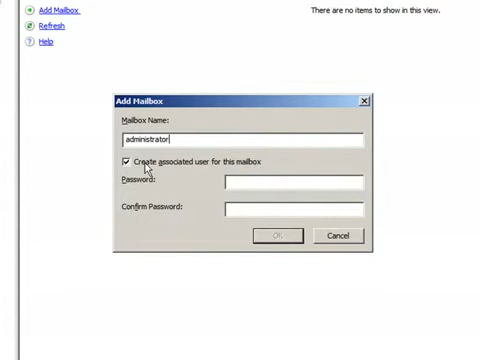 Add Mailbox
There are no items to show in this view.
Refresh
Help
Add Mailbox
Mailbox Name:
administrator
Create associated user for this mailbox
Password:
Confirm Password:
OK
Cancel